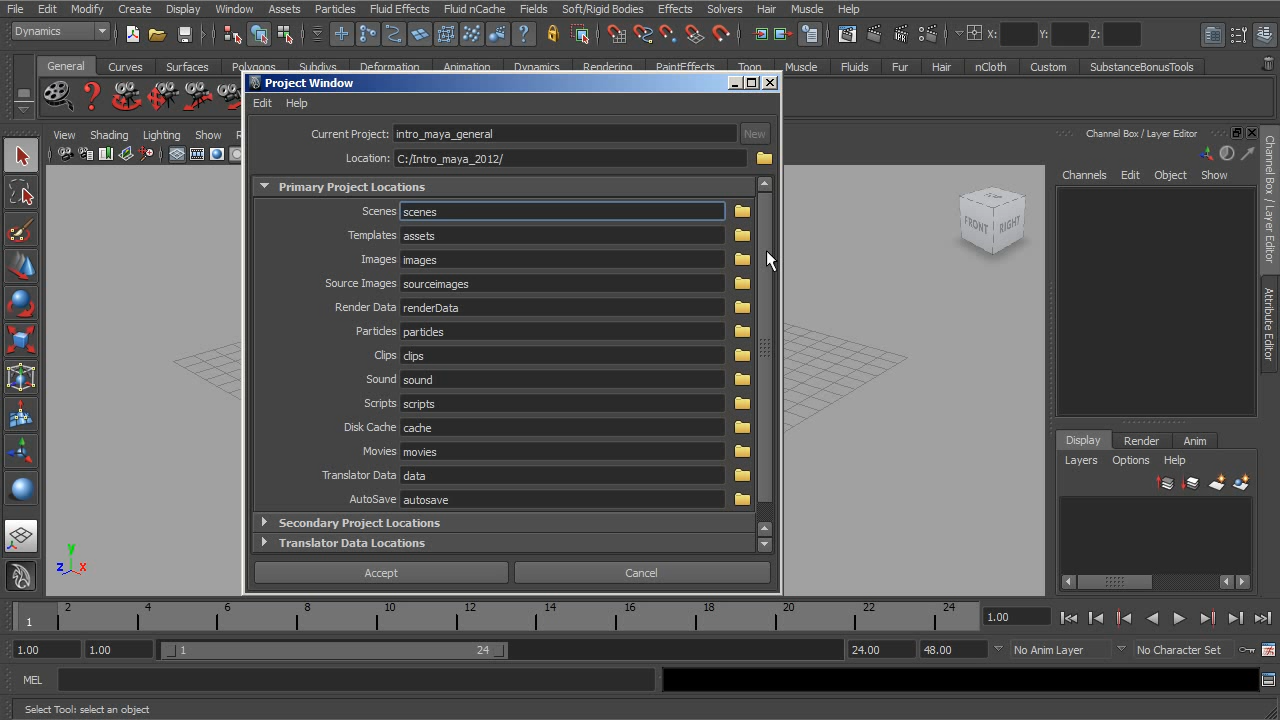 File Edit Modify Create Display Window Assets Particles Fluid Effects Fluid nCache Fields Soft/Rigid Bodies Effects Solvers Hair Muscle Help
Dynamics X: Y: Z:
General Curves Surfaces Polygons Subdivs Deformation Animation Dynamics Rendering PaintEffects Toon Muscle Fluids Fur Hair nCloth Custom SubstanceBonusTools
Project Window
Edit Help
View Shading Lighting Show
Channel Box / Layer Editor
Current Project: intro_maya_general New
Location: C:/Intro_maya_2012/
Channels Edit Object Show
Primary Project Locations
Scenes scenes
Templates assets
Images images
Source Images sourceimages
Render Data renderData
Particles particles
Clips clips
Sound sound
Scripts scripts
Disk Cache cache
Movies movies
Translator Data data
AutoSave autosave
Secondary Project Locations
Translator Data Locations
Accept Cancel
FRONT RIGHT
Channel Box / Layer Editor
Attribute Editor
Display Render Anim
Layers Options Help
y
z x
1 2 4 6 8 10 12 14 16 18 20 22 24 1.00
1.00 1.00 1 24 24.00 48.00 No Anim Layer No Character Set
MEL
Select Tool: select an object